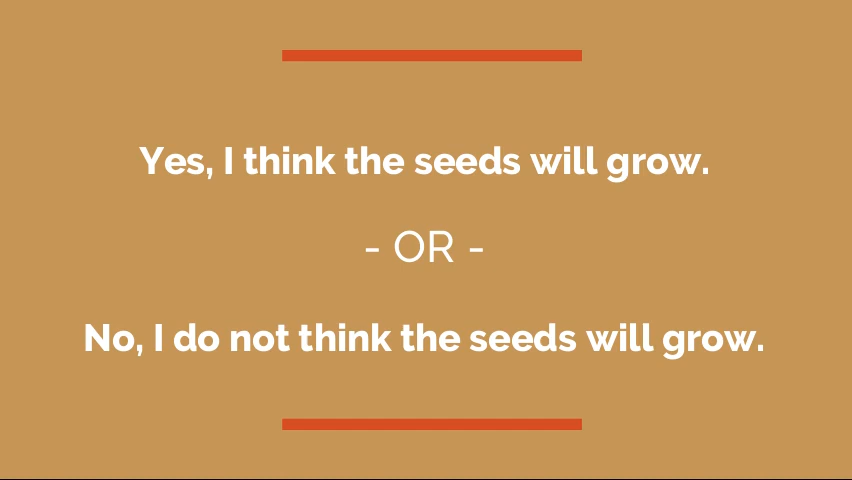 Yes, I think the seeds will grow.
- OR -
No, I do not think the seeds will grow.